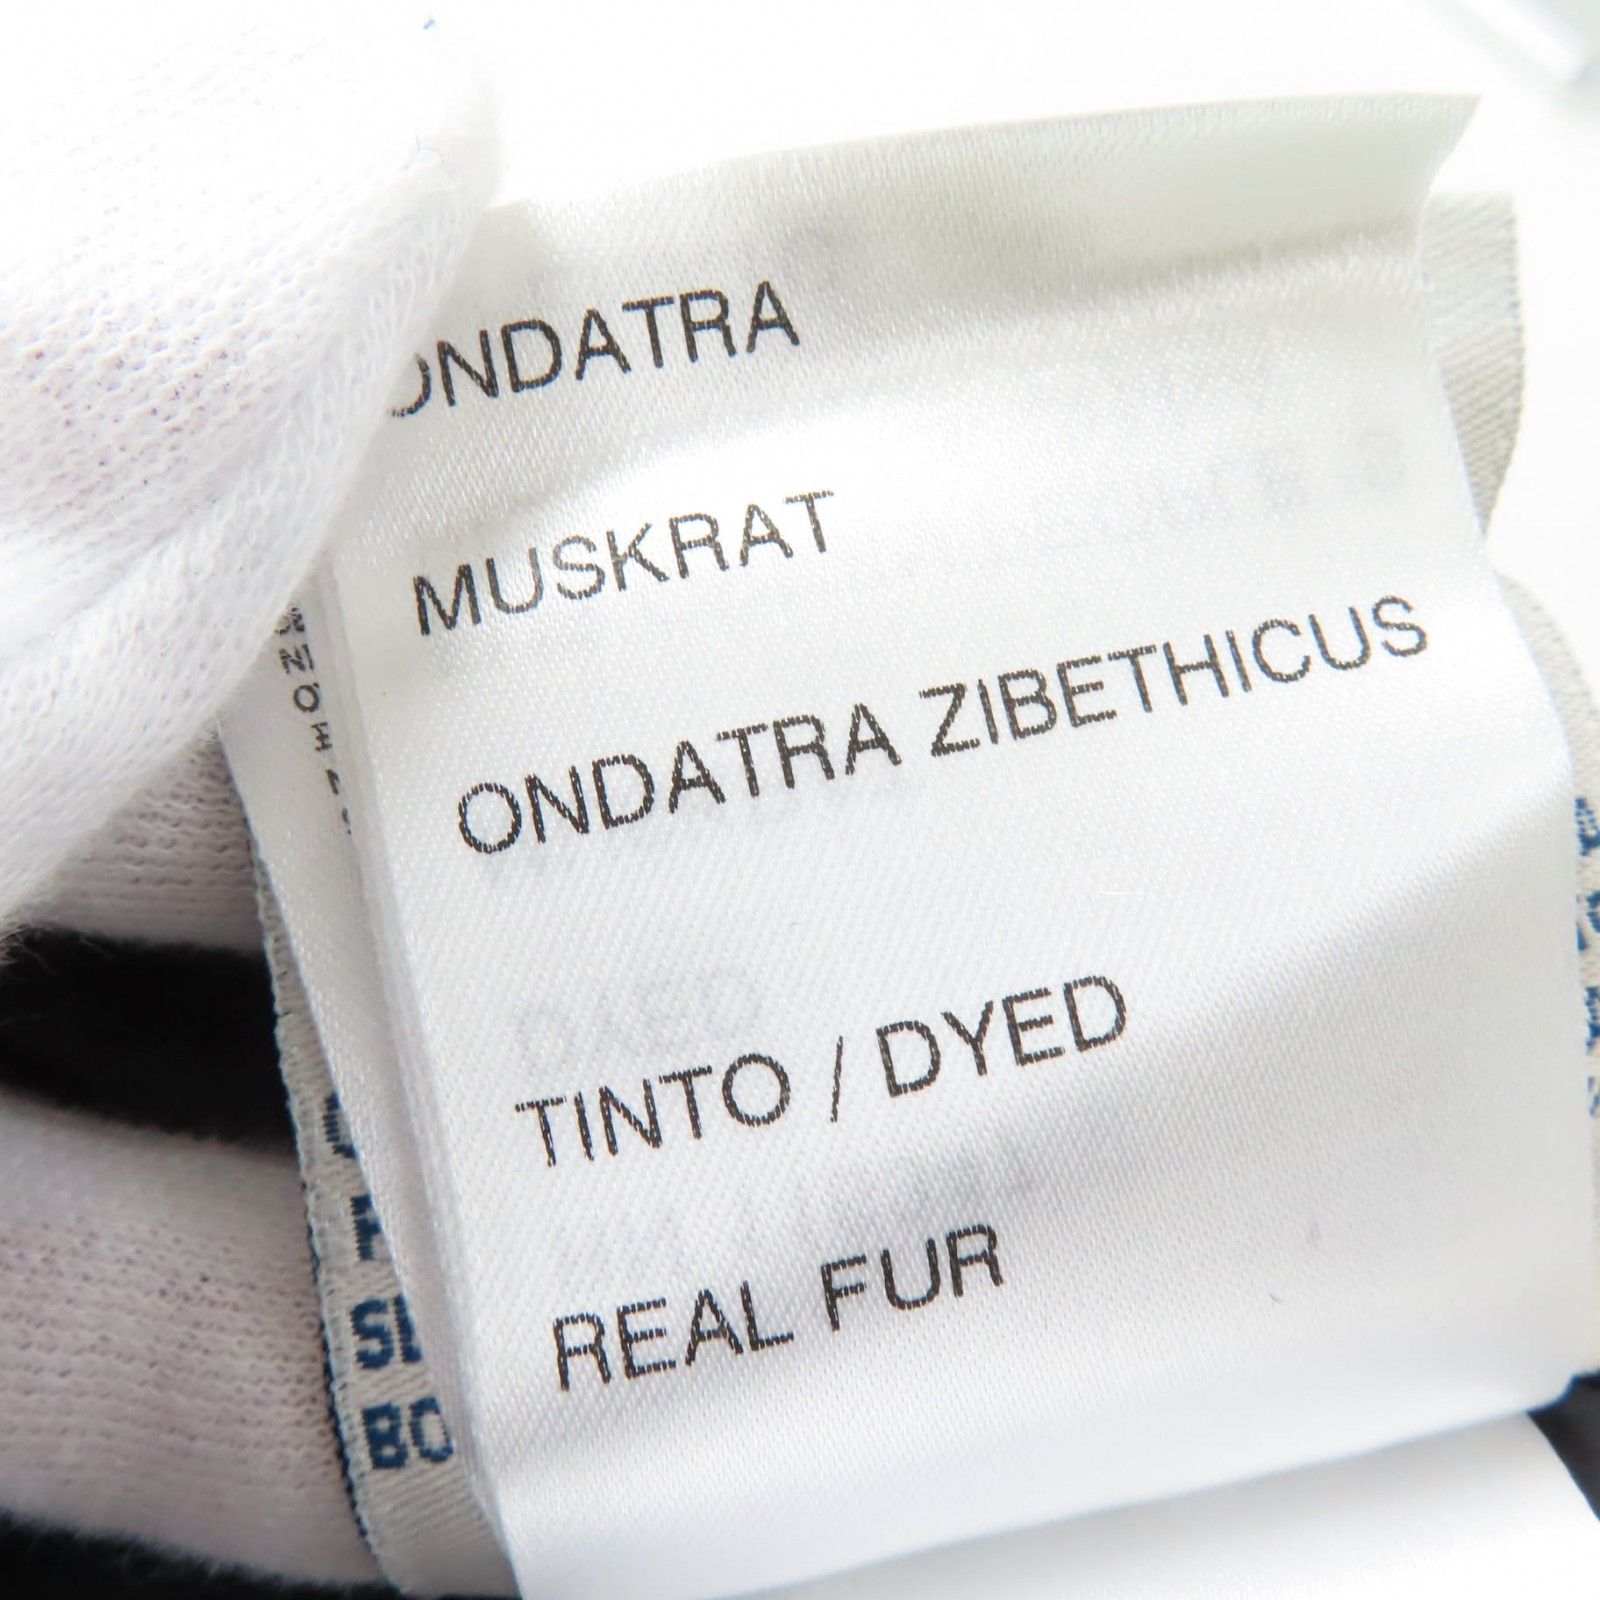 ONDATRA
MUSKRAT
ONDATRA ZIBETHICUS
TINTO / DYED
REAL FUR